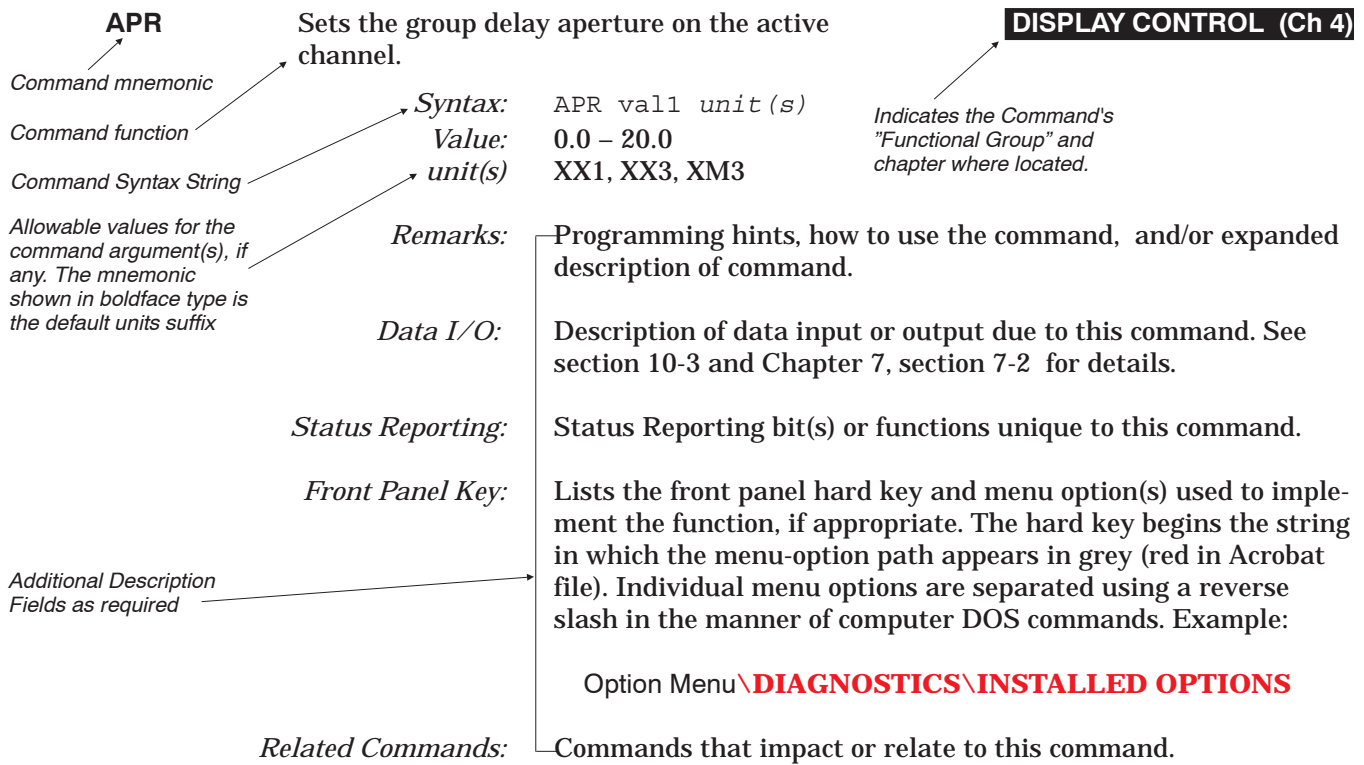 APR
Sets the group delay aperture on the active
channel.
DISPLAY CONTROL (Ch 4)
Command mnemonic
Command function
Command Syntax String
Allowable values for the
command argument(s), if
any. The mnemonic
shown in boldface type is
the default units suffix
Syntax: APR val1 unit(s)
Value: 0.0 – 20.0
unit(s) XX1, XX3, XM3
Indicates the Command's
”Functional Group” and
chapter where located.
Remarks: Programming hints, how to use the command, and/or expanded
description of command.
Data I/O: Description of data input or output due to this command. See
section 10-3 and Chapter 7, section 7-2 for details.
Status Reporting: Status Reporting bit(s) or functions unique to this command.
Front Panel Key: Lists the front panel hard key and menu option(s) used to imple-
ment the function, if appropriate. The hard key begins the string
in which the menu-option path appears in grey (red in Acrobat
file). Individual menu options are separated using a reverse
slash in the manner of computer DOS commands. Example:
Additional Description
Fields as required
Option Menu\DIAGNOSTICS\INSTALLED OPTIONS
Related Commands: Commands that impact or relate to this command.